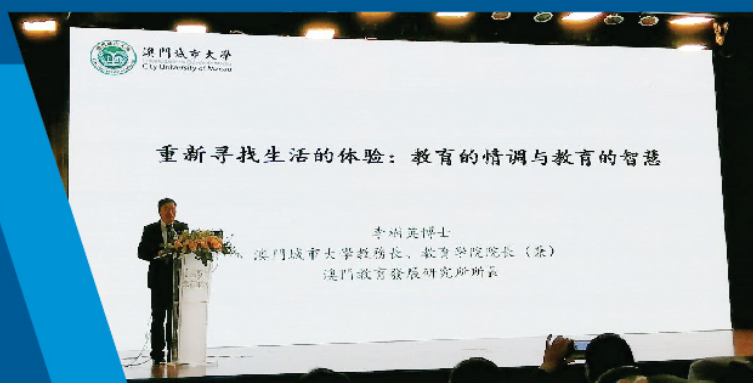 澳門城市大學
City University of Macau
重新寻找生活的体验：教育的情调与教育的智慧
李树英博士
澳門城市大學教務長、教育學院院長（兼）
澳門教育發展研究所所長